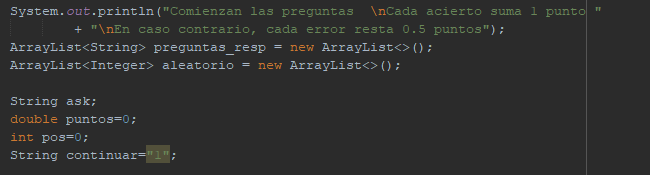 System.out.println("Comienzan las preguntas  \nCada acierto suma 1 punto "
+ "\nEn caso contrario, cada error resta 0.5 puntos");
ArrayList<String> preguntas_resp = new ArrayList<>();
ArrayList<Integer> aleatorio = new ArrayList<>();
String ask;
double puntos=0;
int pos=0;
String continuar="1";